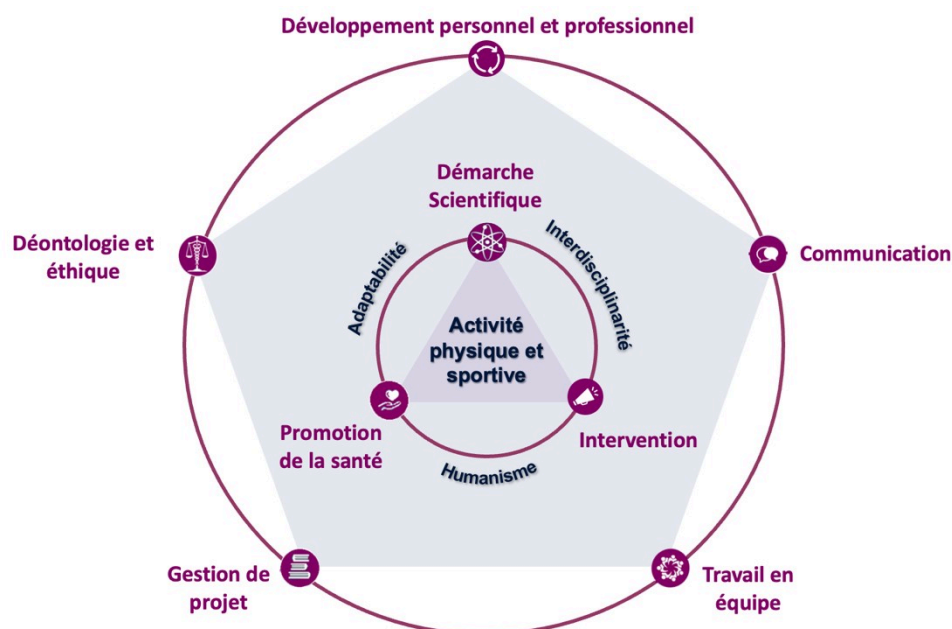 Développement personnel et professionnel
Démarche
Scientifique
Déontologie et
éthique
Adaptabilité
Interdisciplinarité
Communication
Activité
physique et
sportive
Promotion
de la santé
Intervention
Humanisme
Gestion de
projet
Travail en
équipe